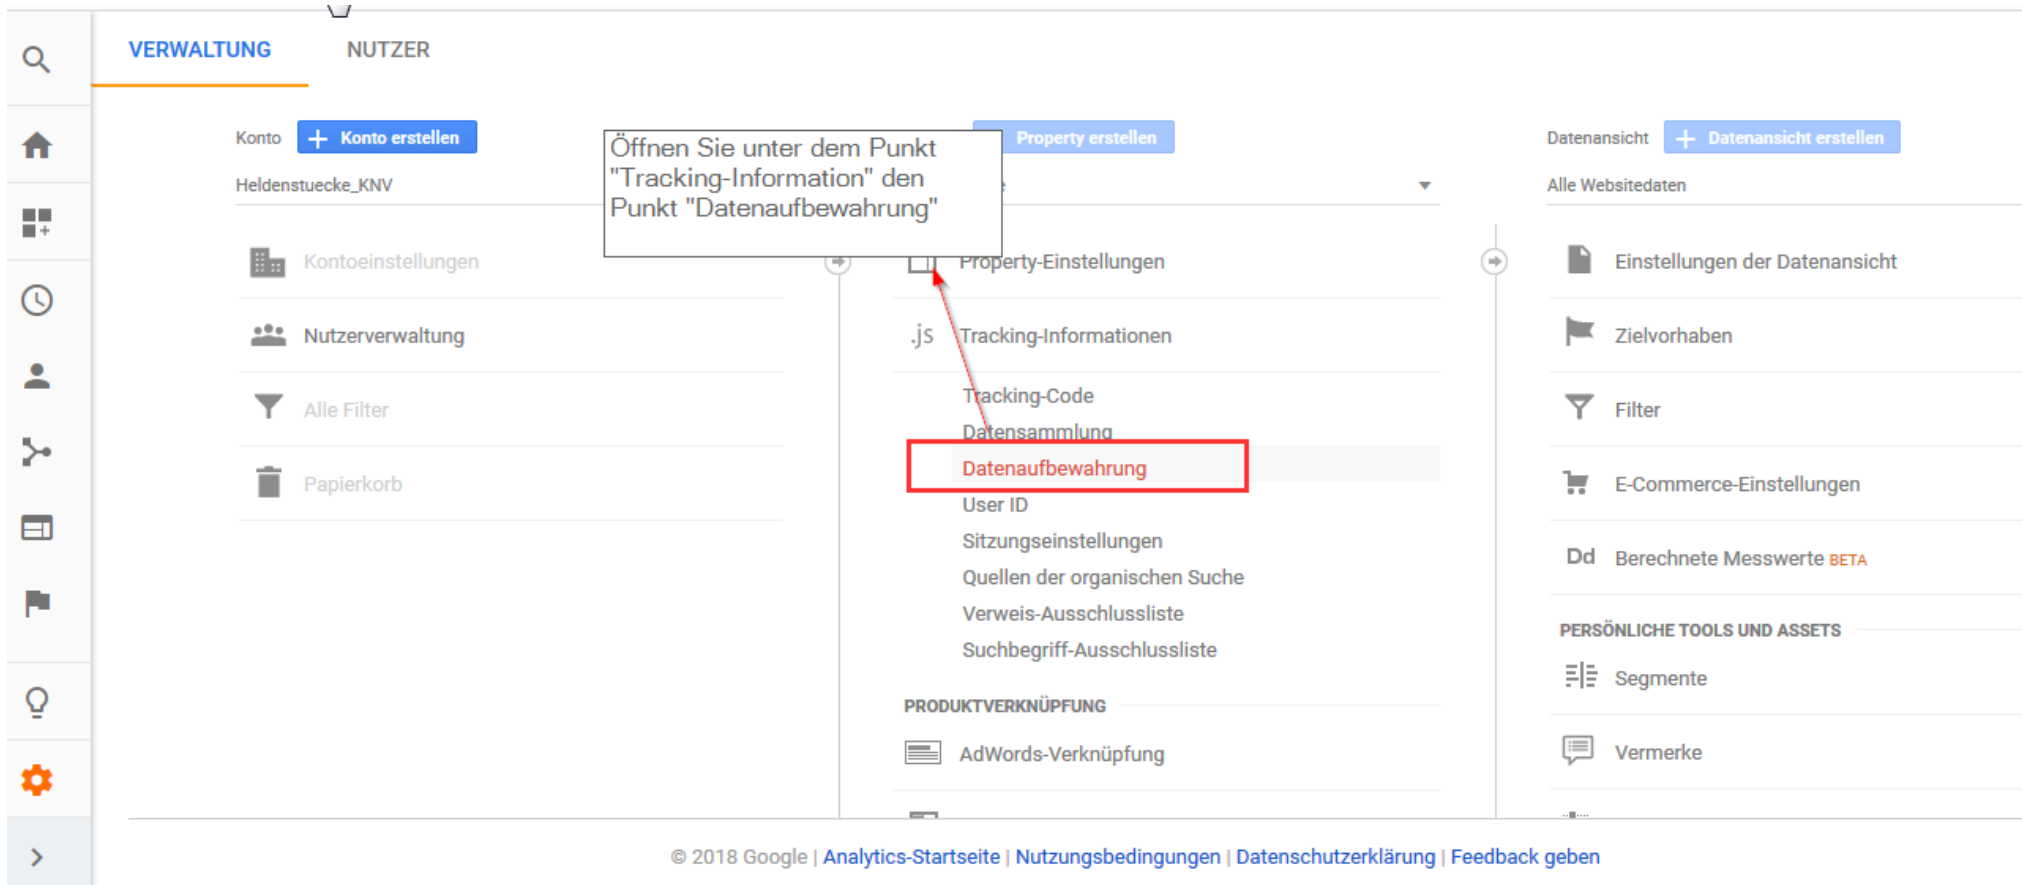 VERWALTUNG
NUTZER
Konto
Konto erstellen
Heldenstuecke_KNV
Kontoeinstellungen
Nutzerverwaltung
Alle Filter
Papierkorb
Öffnen Sie unter dem Punkt
"Tracking-Information" den
Punkt "Datenaufbewahrung"
Property erstellen
Property-Einstellungen
.js Tracking-Informationen
Tracking-Code
Datensammlung
Datenaufbewahrung
User ID
Sitzungseinstellungen
Quellen der organischen Suche
Verweis-Ausschlussliste
Suchbegriff-Ausschlussliste
PRODUKTVERKNÜPFUNG
AdWords-Verknüpfung
Datenansicht
Datenansicht erstellen
Alle Websitedaten
Einstellungen der Datenansicht
Zielvorhaben
Filter
E-Commerce-Einstellungen
Dd Berechnete Messwerte BETA
PERSÖNLICHE TOOLS UND ASSETS
Segmente
Vermerke
© 2018 Google | Analytics-Startseite | Nutzungsbedingungen | Datenschutzerklärung | Feedback geben